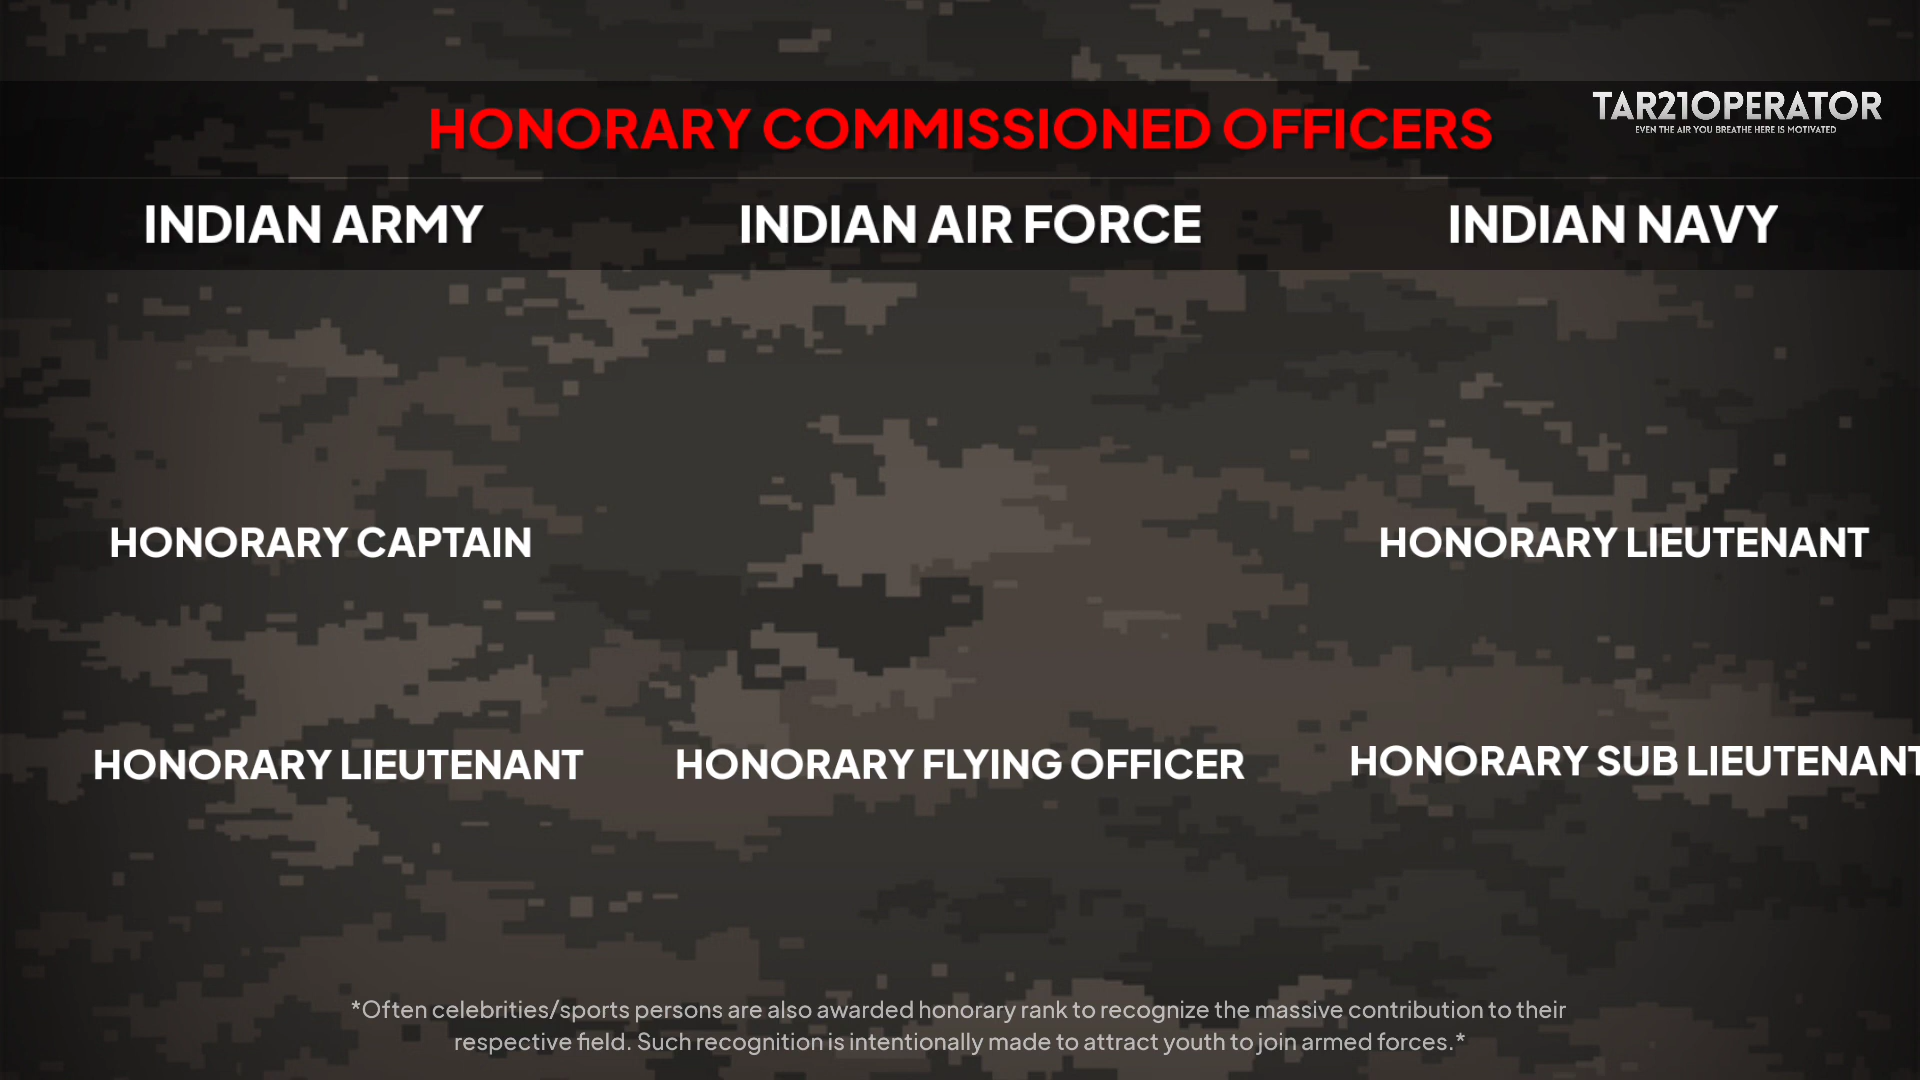 HONORARY COMMISSIONED OFFICERS
TAR21OPERATOR
EVEN THE AIR YOU BREATHE HERE IS MOTIVATED
INDIAN ARMY
INDIAN AIR FORCE
INDIAN NAVY
HONORARY CAPTAIN
HONORARY LIEUTENANT
HONORARY LIEUTENANT
HONORARY FLYING OFFICER
HONORARY SUB LIEUTENANT
*Often celebrities/sports persons are also awarded honorary rank to recognize the massive contribution to their
respective field. Such recognition is intentionally made to attract youth to join armed forces.*